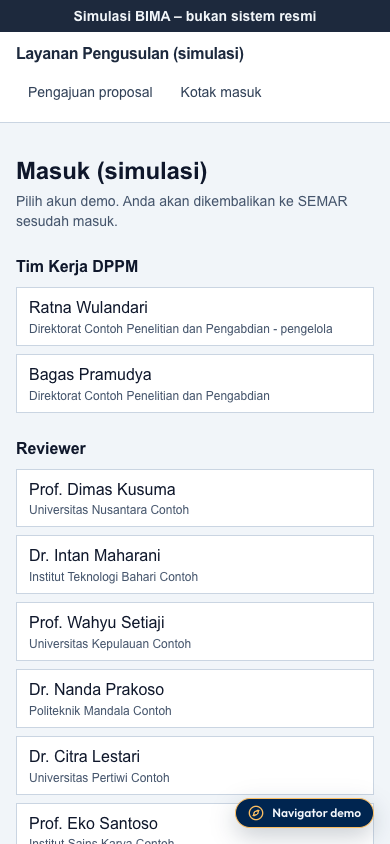 Simulasi BIMA – bukan sistem resmi
Layanan Pengusulan (simulasi)
Pengajuan proposal
Kotak masuk
Masuk (simulasi)
Pilih akun demo. Anda akan dikembalikan ke SEMAR
sesudah masuk.
Tim Kerja DPPM
Ratna Wulandari
Direktorat Contoh Penelitian dan Pengabdian - pengelola
Bagas Pramudya
Direktorat Contoh Penelitian dan Pengabdian
Reviewer
Prof. Dimas Kusuma
Universitas Nusantara Contoh
Dr. Intan Maharani
Institut Teknologi Bahari Contoh
Prof. Wahyu Setiaji
Universitas Kepulauan Contoh
Dr. Nanda Prakoso
Politeknik Mandala Contoh
Dr. Citra Lestari
Universitas Pertiwi Contoh
Prof. Eko Santoso
Institut Sains Karya Contoh
Navigator demo